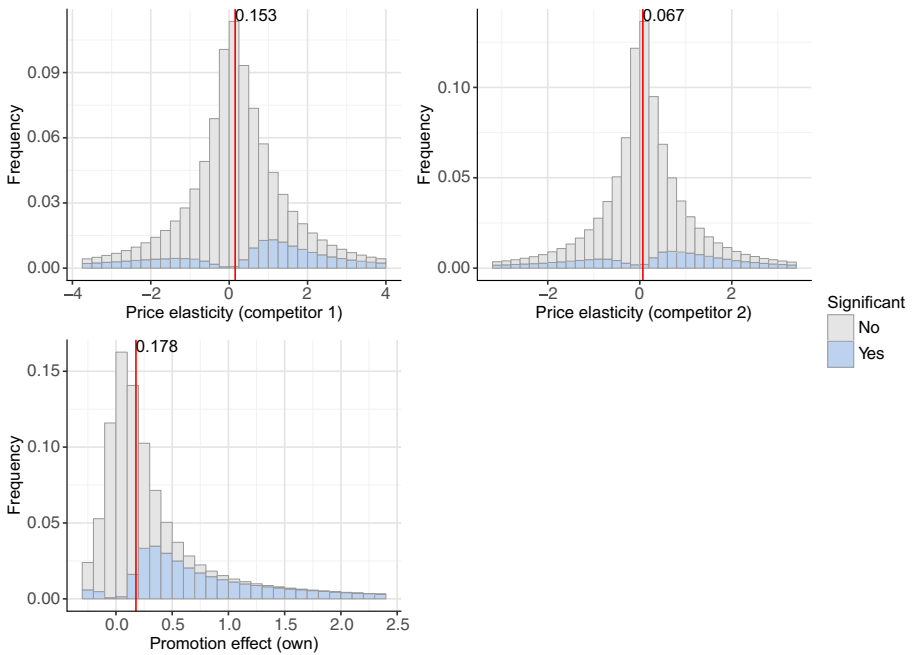 0.153
0.09
0.06
0.03
0.00
Frequency
−4 −2 0 2 4
Price elasticity (competitor 1)
0.067
0.10
0.05
0.00
Frequency
−2 0 2
Price elasticity (competitor 2)
Significant
No
Yes
0.178
0.15
0.10
0.05
0.00
Frequency
0.0 0.5 1.0 1.5 2.0 2.5
Promotion effect (own)